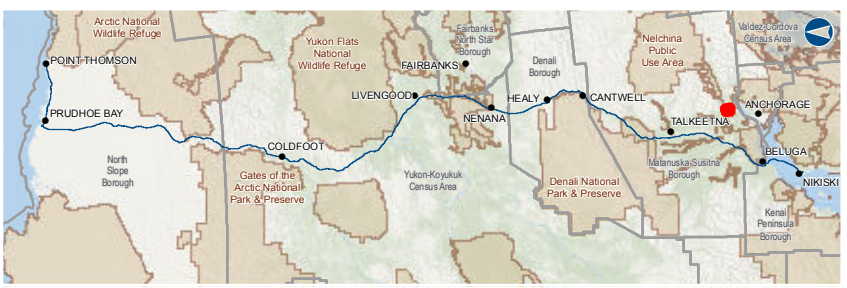 Arctic National
Wildlife Refuge
POINT THOMSON
PRUDHOE BAY
North
Slope
Borough
COLDFOOT
Gates of the
Arctic National
Park & Preserve
Yukon Flats
National
Wildlife Refuge
LIVENGOOD
FAIRBANKS
Fairbanks
North Star
Borough
NENANA
Yukon-Koyukuk
Census Area
Denali
Borough
HEALY
CANTWELL
Denali National
Park & Preserve
Nelchina
Public
Use Area
TALKEETNA
Matanuska-Susitna
Borough
Valdez-Cordova
Census Area
ANCHORAGE
BELUGA
NIKISKI
Kenai
Peninsula
Borough